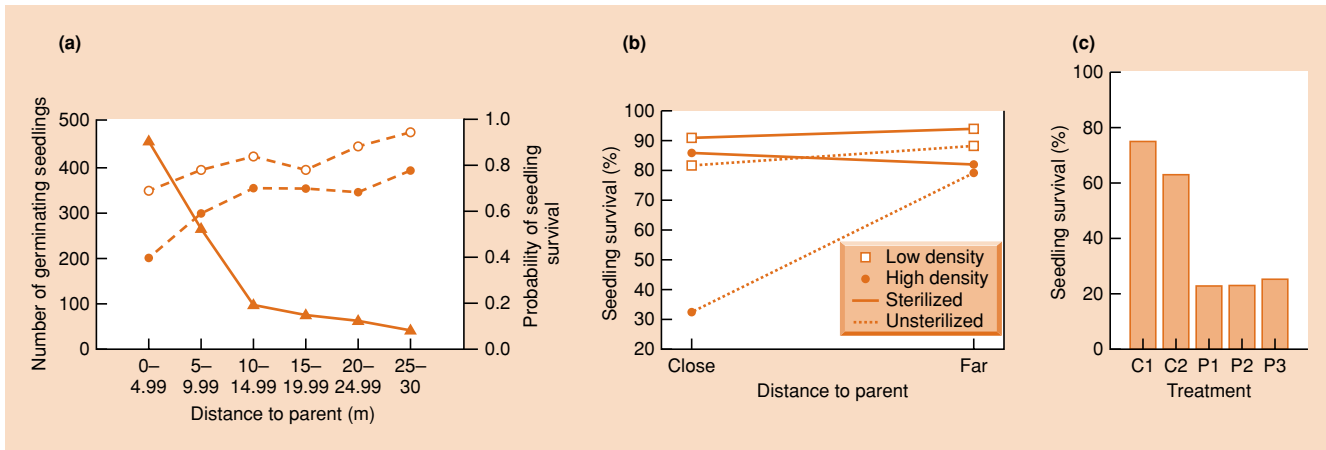 (a)
Number of germinating seedlings
500
400
300
200
100
0
1.0
0.8
0.6
0.4
0.2
0.0
Probability of seedling
survival
0–
4.99
5–
9.99
10–
14.99
15–
19.99
20–
24.99
25–
30
Distance to parent (m)
(b)
Seedling survival (%)
100
90
80
70
60
50
40
30
20
Low density
High density
Sterilized
Unsterilized
Close
Far
Distance to parent
(c)
Seedling survival (%)
100
80
60
40
20
0
C1 C2 P1 P2 P3
Treatment